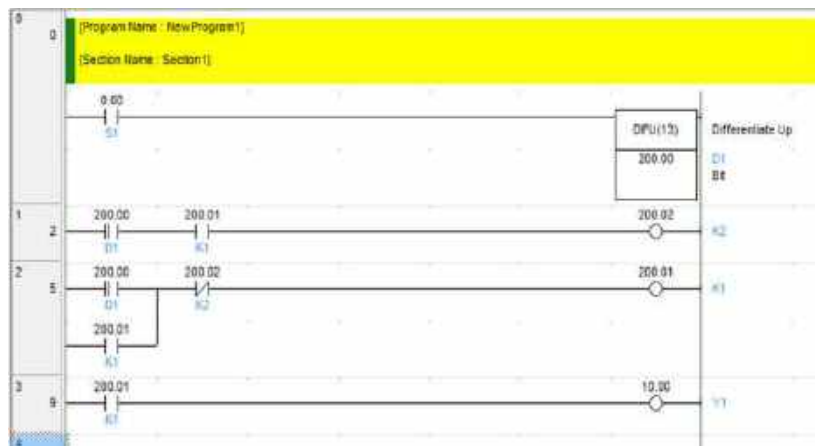 0
0
[Program Name : NewProgram1]
[Section Name : Section1]
0.00
S1
DIFU(13)
Differentiate Up
200.00
D1
Bit
1
2
200.00
200.01
200.02
D1
K1
K2
2
5
200.00
200.02
200.01
D1
K2
K1
200.01
K1
3
9
200.01
10.00
K1
Y1
4